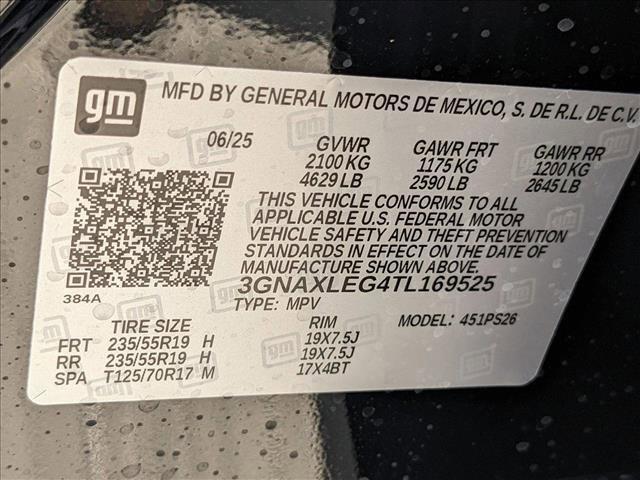 gm
MFD BY GENERAL MOTORS DE MEXICO, S. DE R.L. DE C.V.
06/25 GVWR GAWR FRT GAWR RR
2100 KG 1175 KG 1200 KG
4629 LB 2590 LB 2645 LB
THIS VEHICLE CONFORMS TO ALL
APPLICABLE U.S. FEDERAL MOTOR
VEHICLE SAFETY AND THEFT PREVENTION
STANDARDS IN EFFECT ON THE DATE OF
MANUFACTURE SHOWN ABOVE.
384A
3GNAXLEG4TL169525
TYPE: MPV
TIRE SIZE RIM MODEL: 451PS26
FRT 235/55R19 H 19X7.5J
RR 235/55R19 H 19X7.5J
SPA T125/70R17 M 17X4BT